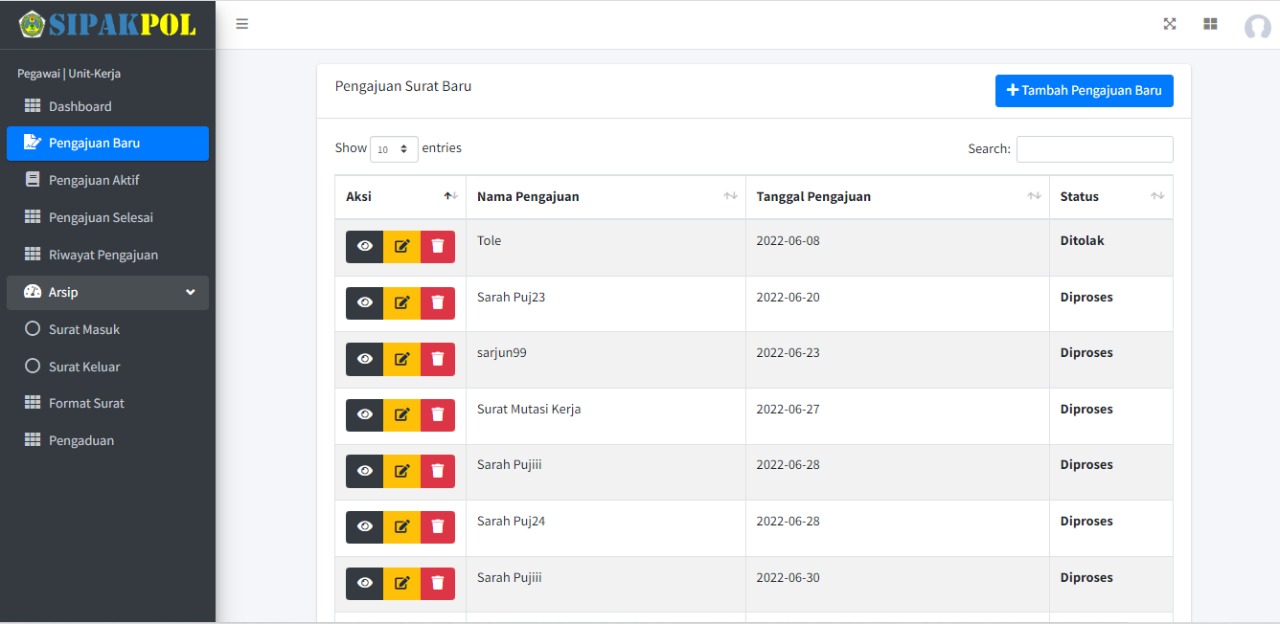 SIPAKPOL
Pegawai | Unit-Kerja
Dashboard
Pengajuan Baru
Pengajuan Aktif
Pengajuan Selesai
Riwayat Pengajuan
Arsip
Surat Masuk
Surat Keluar
Format Surat
Pengaduan
Pengajuan Surat Baru
Tambah Pengajuan Baru
Show 10 entries
Search:
Aksi Nama Pengajuan Tanggal Pengajuan Status
Tole 2022-06-08 Ditolak
Sarah Puj23 2022-06-20 Diproses
sarjun99 2022-06-23 Diproses
Surat Mutasi Kerja 2022-06-27 Diproses
Sarah Pujiii 2022-06-28 Diproses
Sarah Puj24 2022-06-28 Diproses
Sarah Pujiii 2022-06-30 Diproses